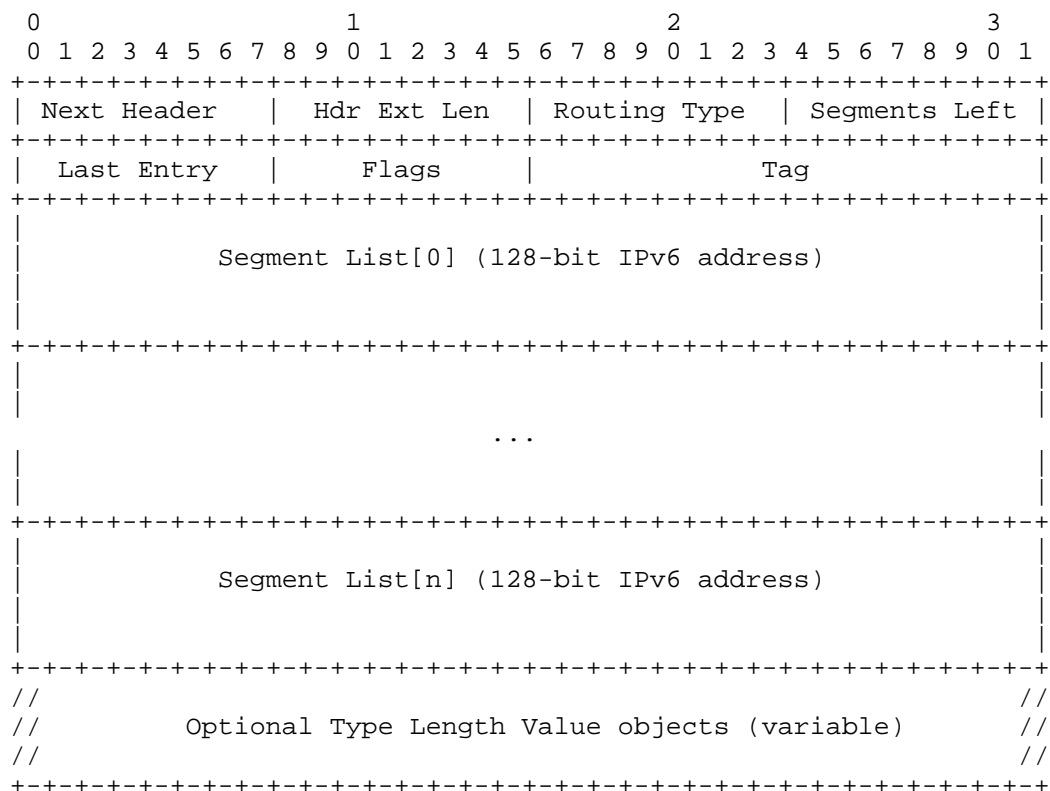 0                   1                   2                   3
 0 1 2 3 4 5 6 7 8 9 0 1 2 3 4 5 6 7 8 9 0 1 2 3 4 5 6 7 8 9 0 1
+-+-+-+-+-+-+-+-+-+-+-+-+-+-+-+-+-+-+-+-+-+-+-+-+-+-+-+-+-+-+-+-+
| Next Header   |  Hdr Ext Len  | Routing Type  | Segments Left |
+-+-+-+-+-+-+-+-+-+-+-+-+-+-+-+-+-+-+-+-+-+-+-+-+-+-+-+-+-+-+-+-+
|  Last Entry   |     Flags     |              Tag              |
+-+-+-+-+-+-+-+-+-+-+-+-+-+-+-+-+-+-+-+-+-+-+-+-+-+-+-+-+-+-+-+-+
|                                                               |
|            Segment List[0] (128-bit IPv6 address)             |
|                                                               |
|                                                               |
+-+-+-+-+-+-+-+-+-+-+-+-+-+-+-+-+-+-+-+-+-+-+-+-+-+-+-+-+-+-+-+-+
|                                                               |
|                                                               |
                              ...
|                                                               |
|                                                               |
+-+-+-+-+-+-+-+-+-+-+-+-+-+-+-+-+-+-+-+-+-+-+-+-+-+-+-+-+-+-+-+-+
|                                                               |
|            Segment List[n] (128-bit IPv6 address)             |
|                                                               |
|                                                               |
+-+-+-+-+-+-+-+-+-+-+-+-+-+-+-+-+-+-+-+-+-+-+-+-+-+-+-+-+-+-+-+-+
//                                                             //
//         Optional Type Length Value objects (variable)       //
//                                                             //
+-+-+-+-+-+-+-+-+-+-+-+-+-+-+-+-+-+-+-+-+-+-+-+-+-+-+-+-+-+-+-+-+